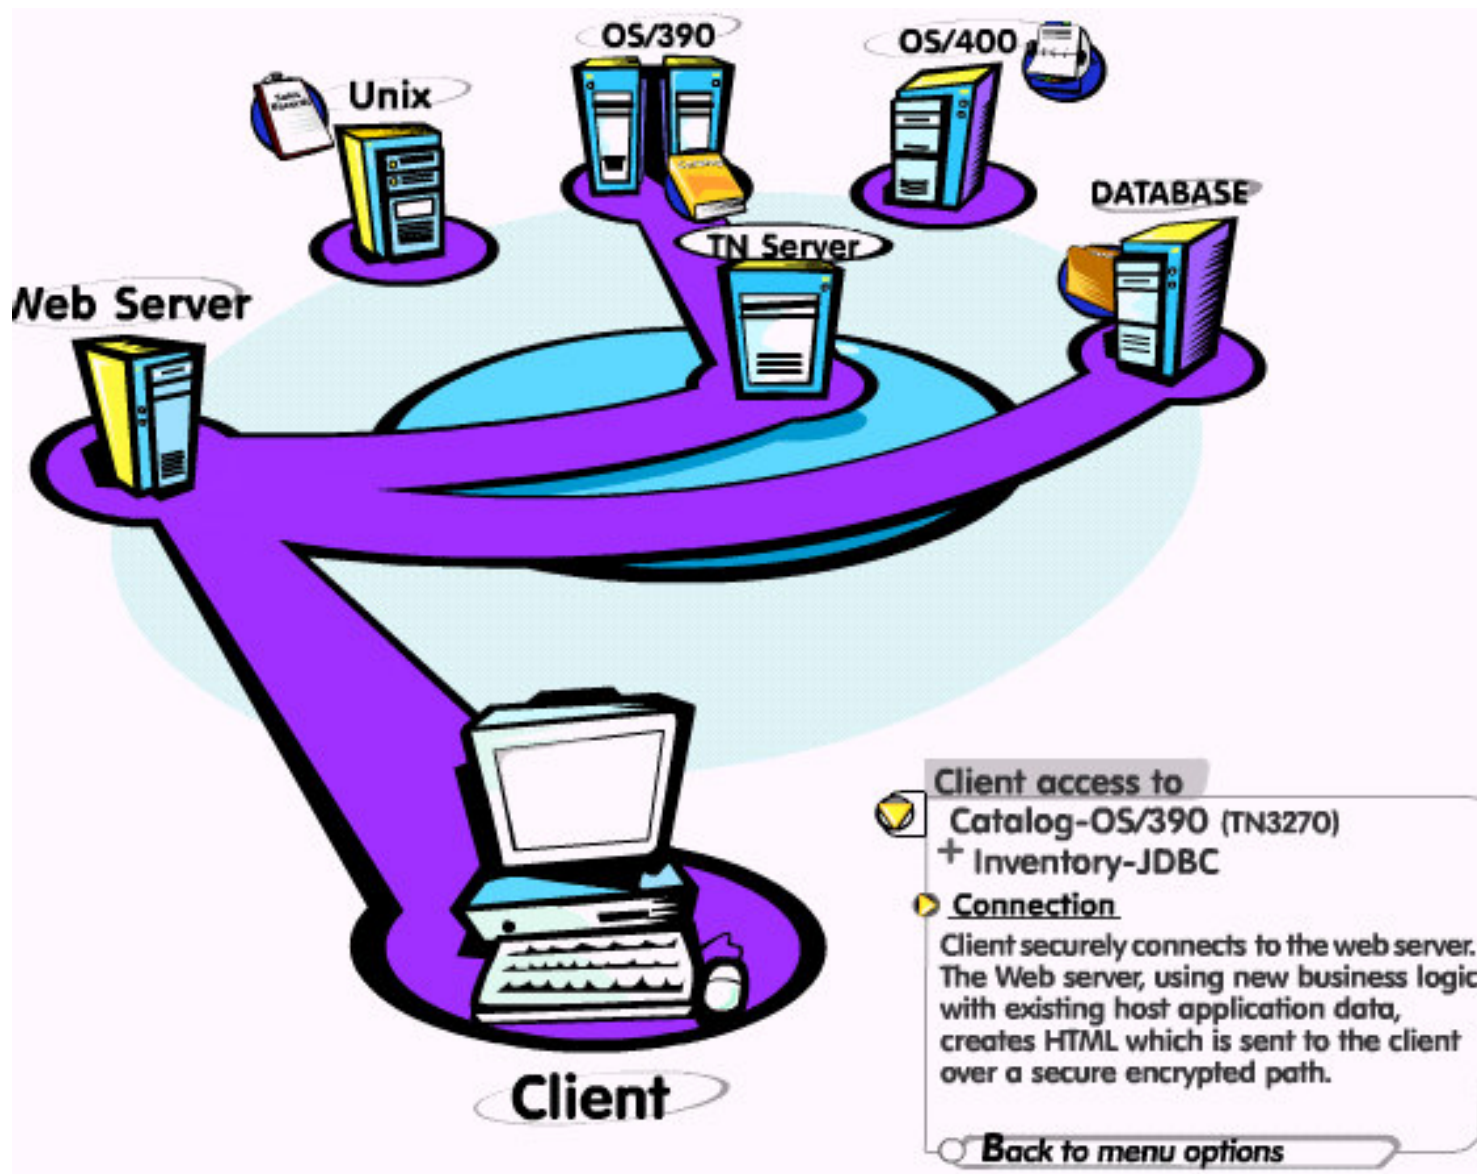 OS/390
OS/400
Unix
DATABASE
TN Server
Web Server
Client access to
Catalog-OS/390 (TN3270)
+ Inventory-JDBC
Connection
Client securely connects to the web server.
The Web server, using new business logic
with existing host application data,
creates HTML which is sent to the client
over a secure encrypted path.
Client
Back to menu options